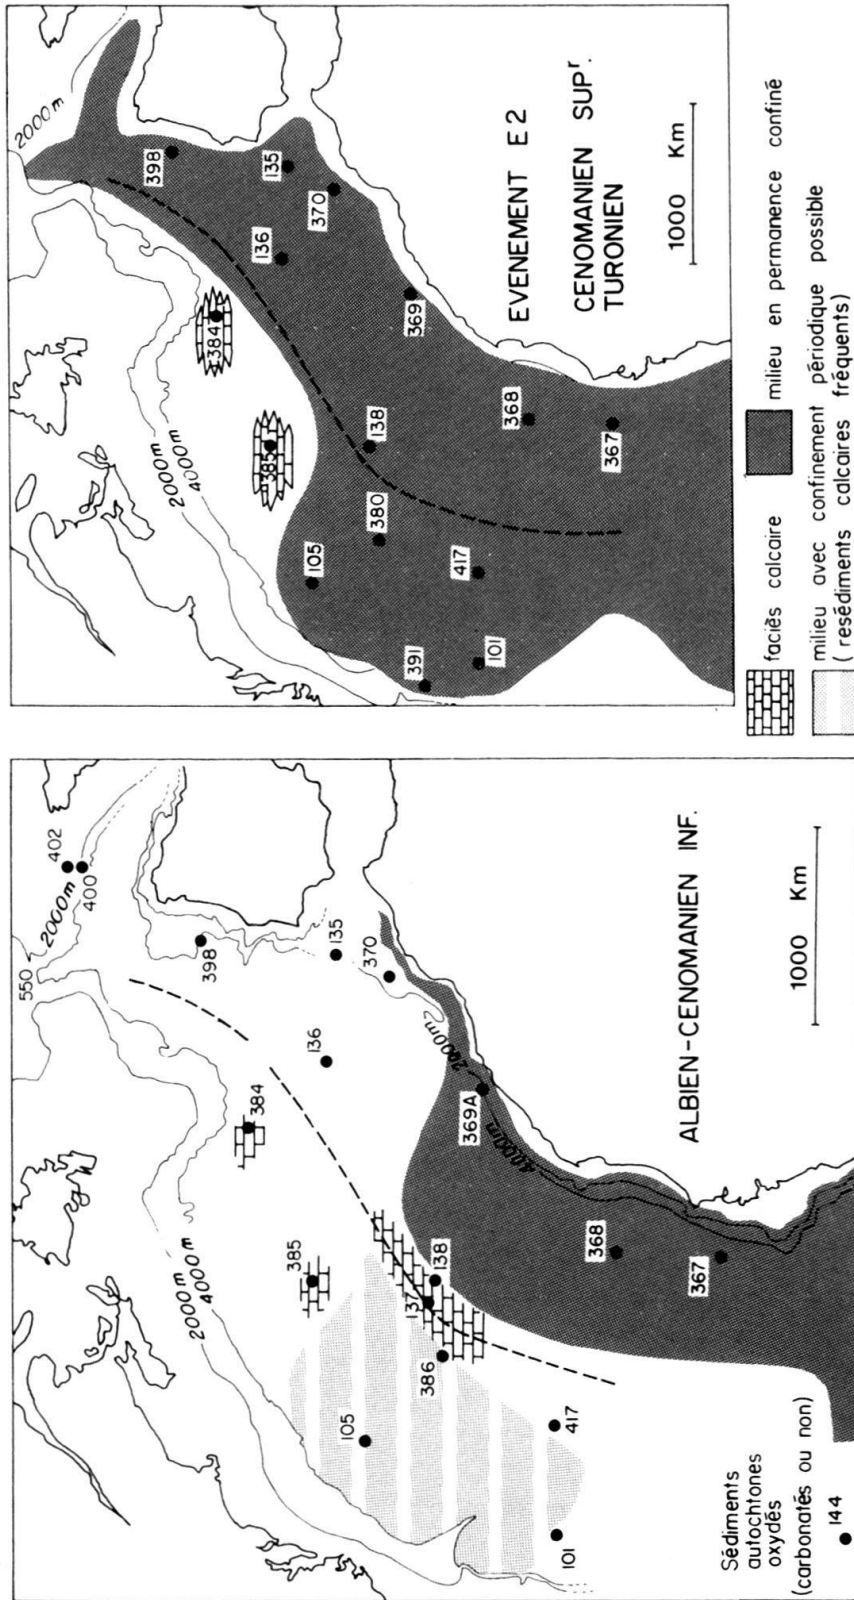 550
402
400
2000m
398
135
370
136
384
385
2000m
4000m
2000m
4000m
369A
137
138
386
105
368
367
417
101
ALBIEN-CENOMANIEN INF.
1000 Km
Sédiments
autochtones
oxydés
(carbonatés ou non)
144
2000m
398
135
370
136
384
385
2000m
4000m
369
138
380
105
368
367
417
391
101
EVENEMENT E2
CENOMANIEN SUPr.
TURONIEN
1000 Km
faciès calcaire
milieu en permanence confiné
milieu avec confinement périodique possible
(resédiments calcaires fréquents)